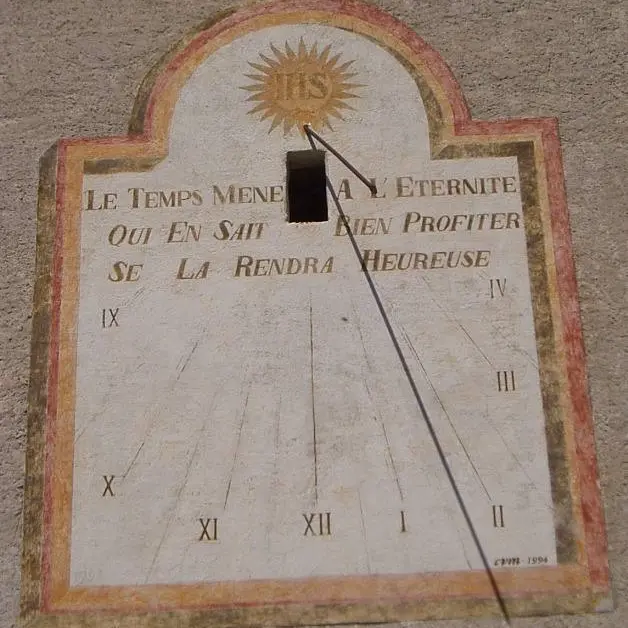 IHS
LE TEMPS MENE A L'ETERNITE
QUI EN SAIT BIEN PROFITER
SE LA RENDRA HEUREUSE
IX
IV
III
X
XI
XII
I
II
1994